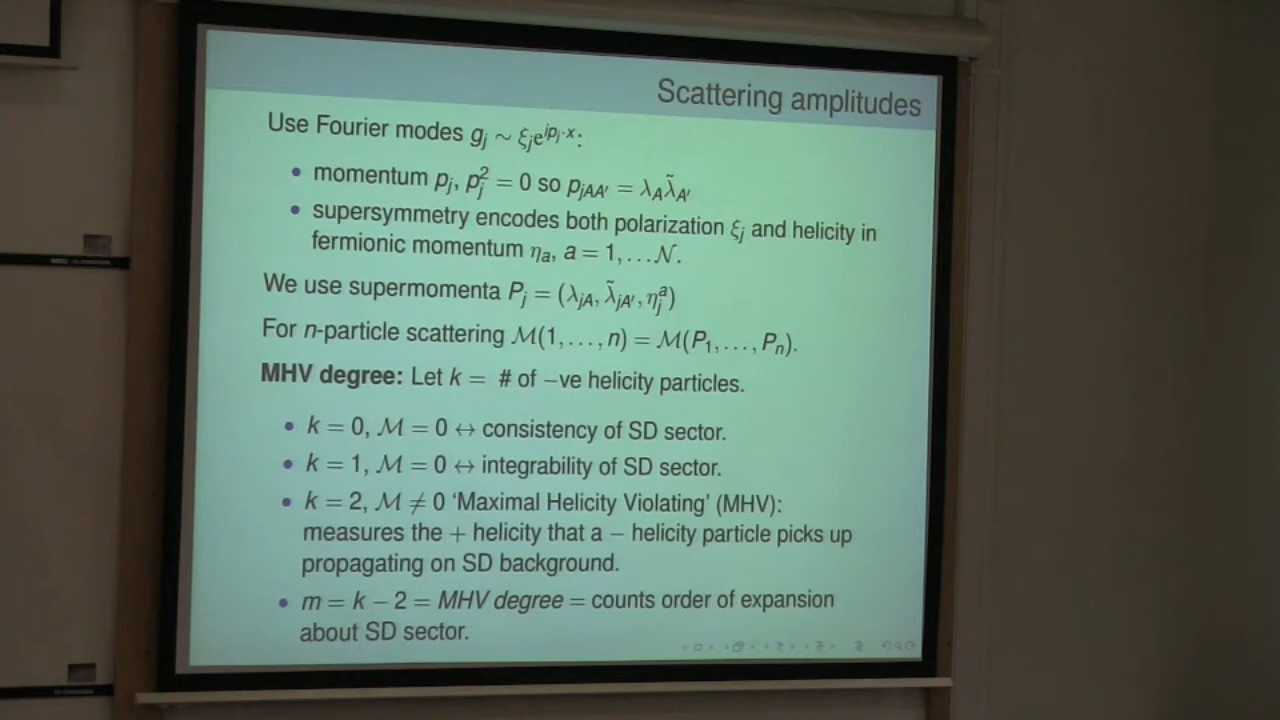 Scattering amplitudes
Use Fourier modes gⱼ ∼ ξⱼe^{ipⱼ·x}:
• momentum pⱼ, pⱼ² = 0 so p_{jAA′} = λ_A λ̃_{A′}
• supersymmetry encodes both polarization ξⱼ and helicity in
fermionic momentum ηₐ, a = 1, … 𝒩.
We use supermomenta Pⱼ = (λ_{jA}, λ̃_{jA′}, ηⱼᵃ)
For n-particle scattering ℳ(1, …, n) = ℳ(P₁, …, Pₙ).
MHV degree: Let k = # of −ve helicity particles.
• k = 0, ℳ = 0 ↔ consistency of SD sector.
• k = 1, ℳ = 0 ↔ integrability of SD sector.
• k = 2, ℳ ≠ 0 ‘Maximal Helicity Violating’ (MHV):
measures the + helicity that a − helicity particle picks up
propagating on SD background.
• m = k − 2 = MHV degree = counts order of expansion
about SD sector.